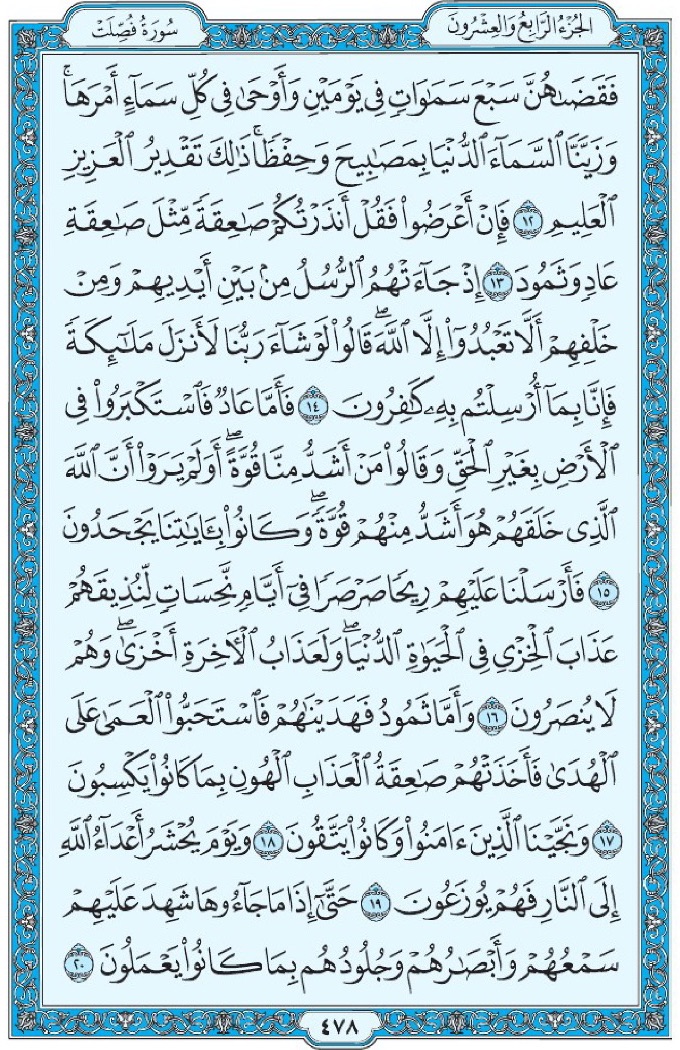 الجزء الرابع والعشرون
سورة فصلت
فَقَضَىٰهُنَّ سَبْعَ سَمَٰوَاتٖ فِي يَوْمَيۡنِ وَأَوۡحَىٰ فِي كُلِّ سَمَآءٍ أَمۡرَهَاۚ
وَزَيَّنَّا ٱلسَّمَآءَ ٱلدُّنۡيَا بِمَصَٰبِيحَ وَحِفۡظٗاۚ ذَٰلِكَ تَقۡدِيرُ ٱلۡعَزِيزِ
ٱلۡعَلِيمِ ١٢ فَإِنۡ أَعۡرَضُواْ فَقُلۡ أَنذَرۡتُكُمۡ صَٰعِقَةٗ مِّثۡلَ صَٰعِقَةِ
عَادٖ وَثَمُودَ ١٣ إِذۡ جَآءَتۡهُمُ ٱلرُّسُلُ مِنۢ بَيۡنِ أَيۡدِيهِمۡ وَمِنۡ
خَلۡفِهِمۡ أَلَّا تَعۡبُدُوٓاْ إِلَّا ٱللَّهَۖ قَالُواْ لَوۡ شَآءَ رَبُّنَا لَأَنزَلَ مَلَٰٓئِكَةٗ
فَإِنَّا بِمَآ أُرۡسِلۡتُم بِهِۦ كَٰفِرُونَ ١٤ فَأَمَّا عَادٞ فَٱسۡتَكۡبَرُواْ فِي
ٱلۡأَرۡضِ بِغَيۡرِ ٱلۡحَقِّ وَقَالُواْ مَنۡ أَشَدُّ مِنَّا قُوَّةًۖ أَوَلَمۡ يَرَوۡاْ أَنَّ ٱللَّهَ
ٱلَّذِي خَلَقَهُمۡ هُوَ أَشَدُّ مِنۡهُمۡ قُوَّةٗۖ وَكَانُواْ بِـَٔايَٰتِنَا يَجۡحَدُونَ
١٥ فَأَرۡسَلۡنَا عَلَيۡهِمۡ رِيحٗا صَرۡصَرٗا فِيٓ أَيَّامٖ نَّحِسَاتٖ لِّنُذِيقَهُمۡ
عَذَابَ ٱلۡخِزۡيِ فِي ٱلۡحَيَوٰةِ ٱلدُّنۡيَاۖ وَلَعَذَابُ ٱلۡأٓخِرَةِ أَخۡزَىٰۖ وَهُمۡ
لَا يُنصَرُونَ ١٦ وَأَمَّا ثَمُودُ فَهَدَيۡنَٰهُمۡ فَٱسۡتَحَبُّواْ ٱلۡعَمَىٰ عَلَى
ٱلۡهُدَىٰ فَأَخَذَتۡهُمۡ صَٰعِقَةُ ٱلۡعَذَابِ ٱلۡهُونِ بِمَا كَانُواْ يَكۡسِبُونَ
١٧ وَنَجَّيۡنَا ٱلَّذِينَ ءَامَنُواْ وَكَانُواْ يَتَّقُونَ ١٨ وَيَوۡمَ يُحۡشَرُ أَعۡدَآءُ ٱللَّهِ
إِلَى ٱلنَّارِ فَهُمۡ يُوزَعُونَ ١٩ حَتَّىٰٓ إِذَا مَا جَآءُوهَا شَهِدَ عَلَيۡهِمۡ
سَمۡعُهُمۡ وَأَبۡصَٰرُهُمۡ وَجُلُودُهُم بِمَا كَانُواْ يَعۡمَلُونَ ٢٠
٤٧٨